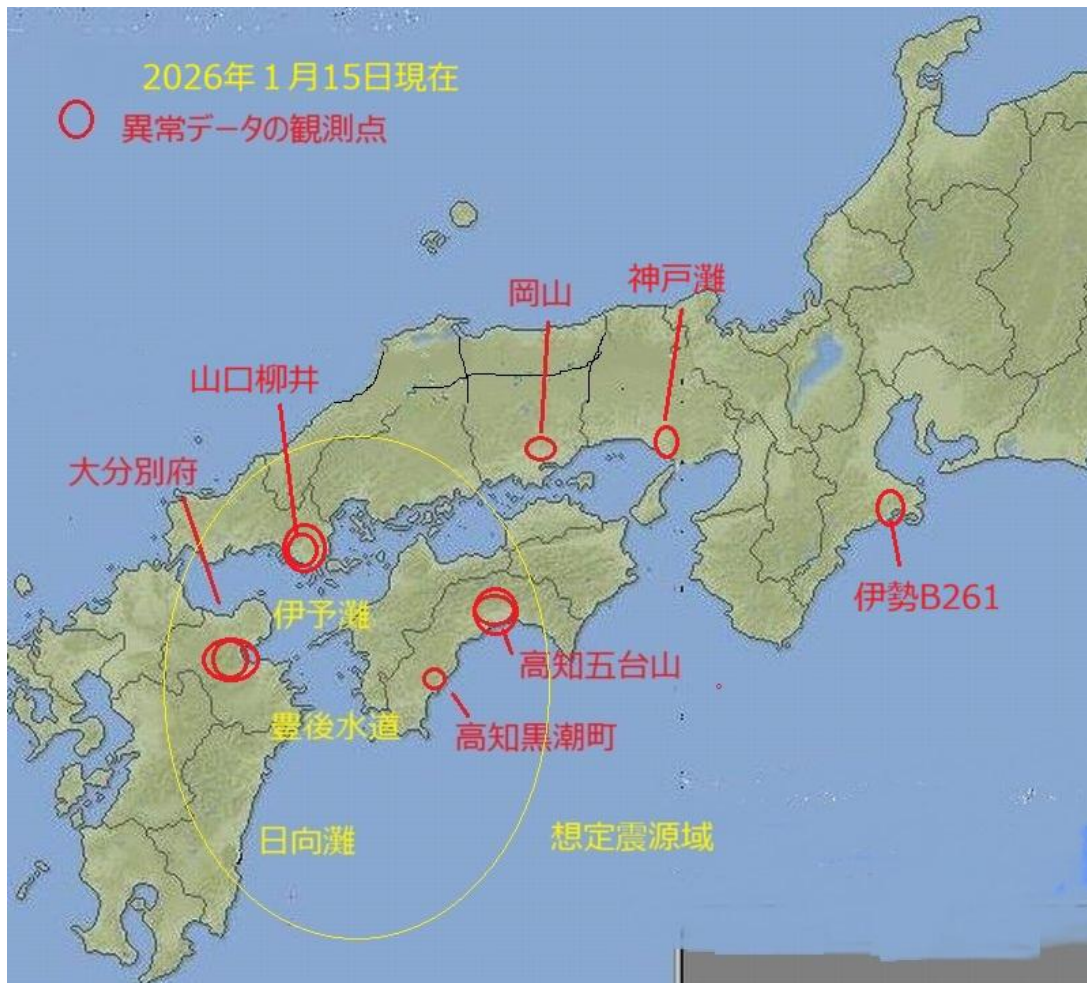 2026年１月15日現在
異常データの観測点
神戸灘
岡山
山口柳井
大分別府
伊勢B261
伊予灘
高知五台山
豊後水道
高知黒潮町
日向灘
想定震源域